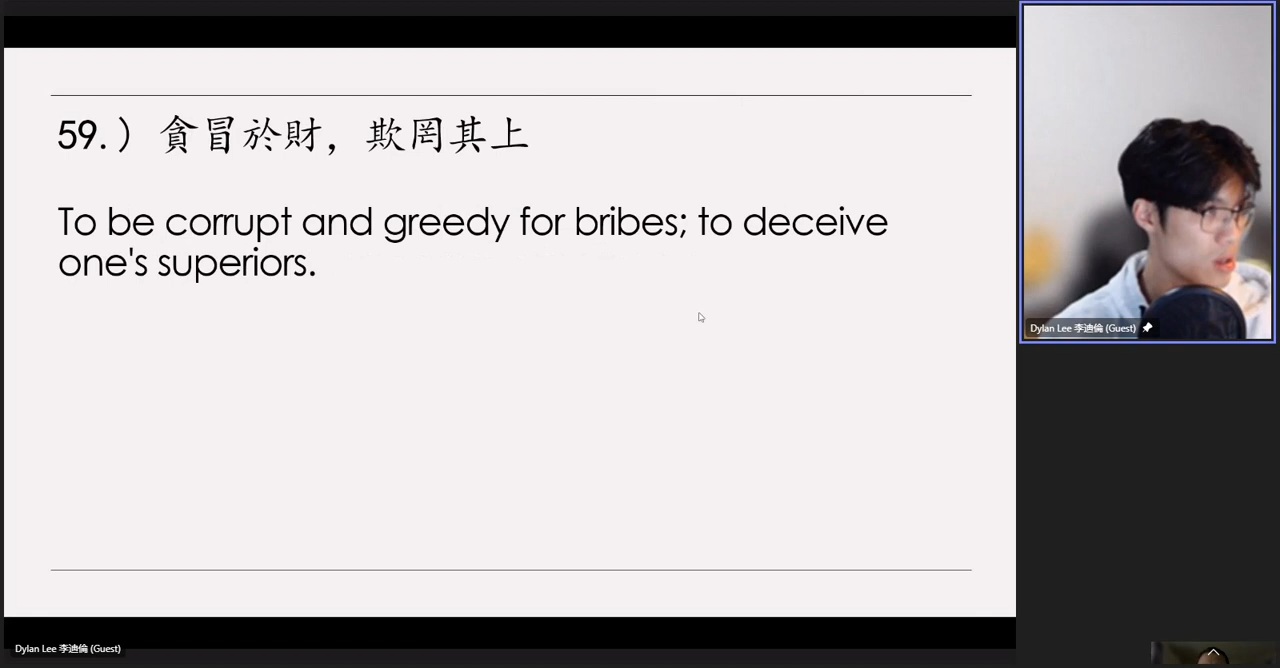 59.）貪冒於財，欺罔其上
To be corrupt and greedy for bribes; to deceive
one's superiors.
Dylan Lee 李迪倫 (Guest)
Dylan Lee 李迪倫 (Guest)